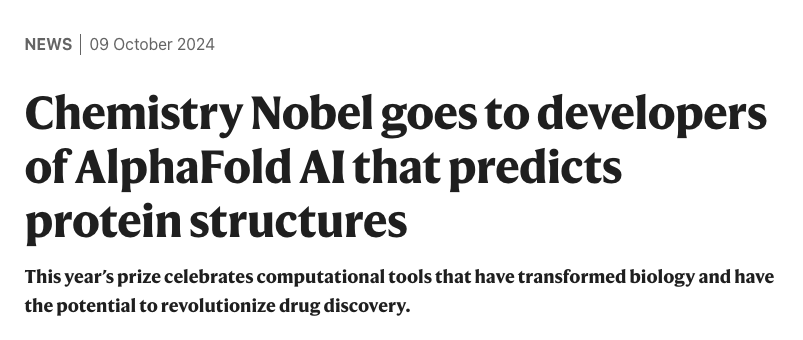 NEWS | 09 October 2024
Chemistry Nobel goes to developers
of AlphaFold AI that predicts
protein structures
This year’s prize celebrates computational tools that have transformed biology and have
the potential to revolutionize drug discovery.